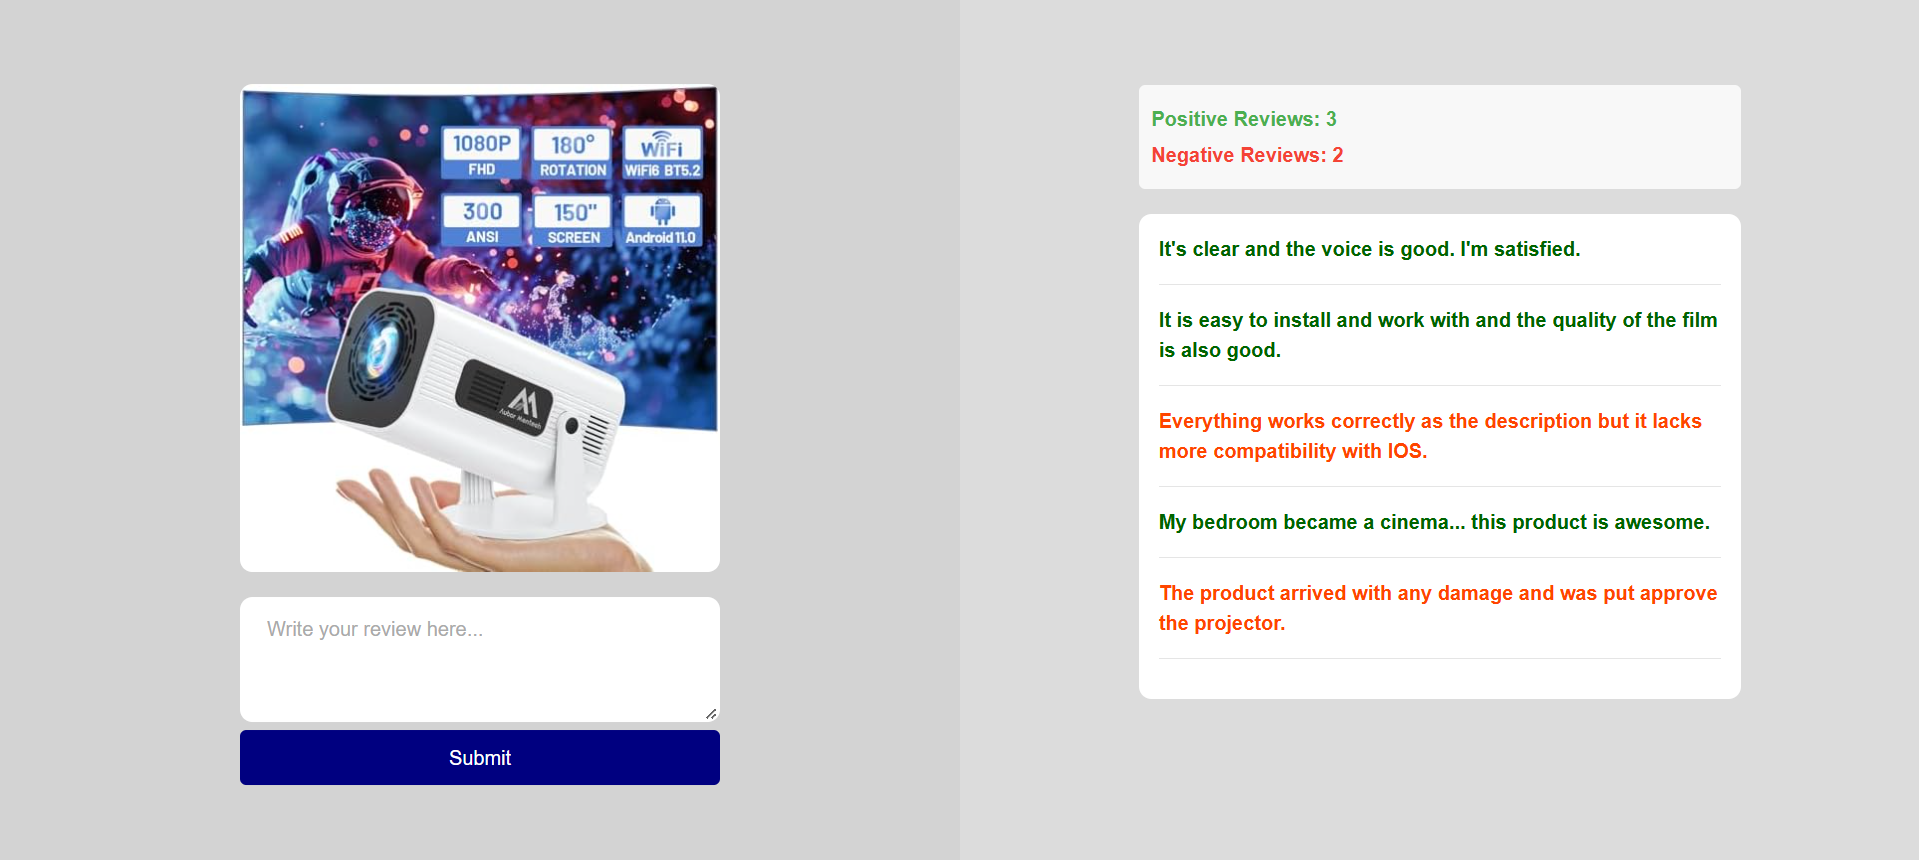 1080P
FHD
180°
ROTATION
WiFi
WIFI6 BT5.2
300
ANSI
150"
SCREEN
Android 11.0
Aubor Mentech
Write your review here...
Submit
Positive Reviews: 3
Negative Reviews: 2
It's clear and the voice is good. I'm satisfied.
It is easy to install and work with and the quality of the film
is also good.
Everything works correctly as the description but it lacks
more compatibility with IOS.
My bedroom became a cinema... this product is awesome.
The product arrived with any damage and was put approve
the projector.